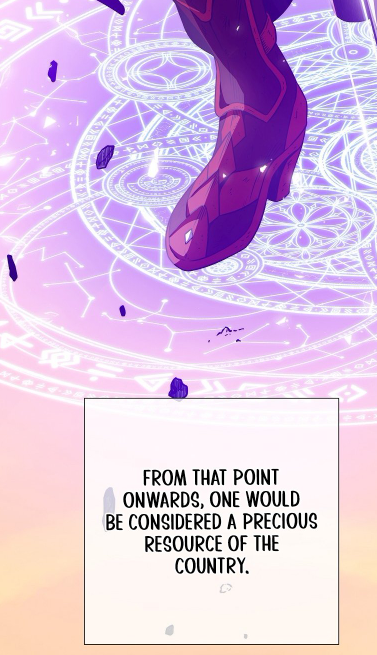 FROM THAT POINT
ONWARDS, ONE WOULD
BE CONSIDERED A PRECIOUS
RESOURCE OF THE
COUNTRY.